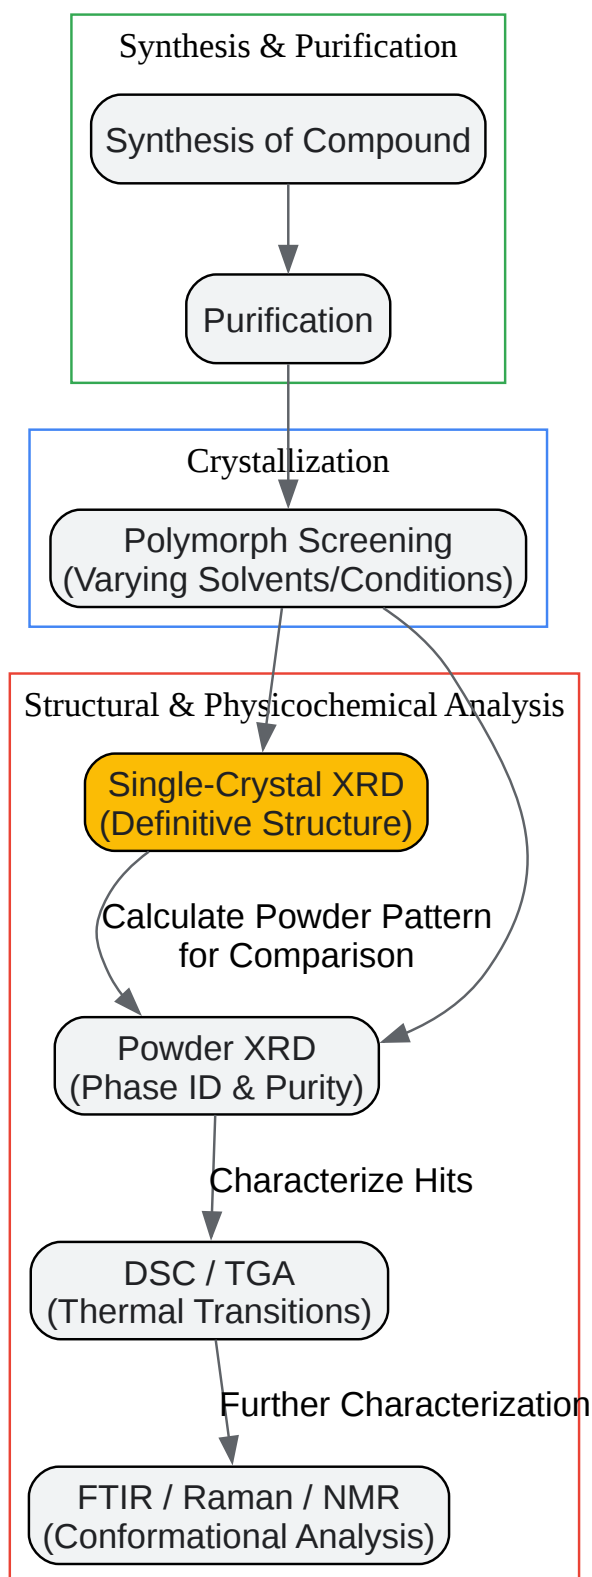 Synthesis & Purification
Synthesis of Compound
Purification
Crystallization
Polymorph Screening
(Varying Solvents/Conditions)
Structural & Physicochemical Analysis
Single-Crystal XRD
(Definitive Structure)
Calculate Powder Pattern
for Comparison
Powder XRD
(Phase ID & Purity)
Characterize Hits
DSC / TGA
(Thermal Transitions)
Further Characterization
FTIR / Raman / NMR
(Conformational Analysis)